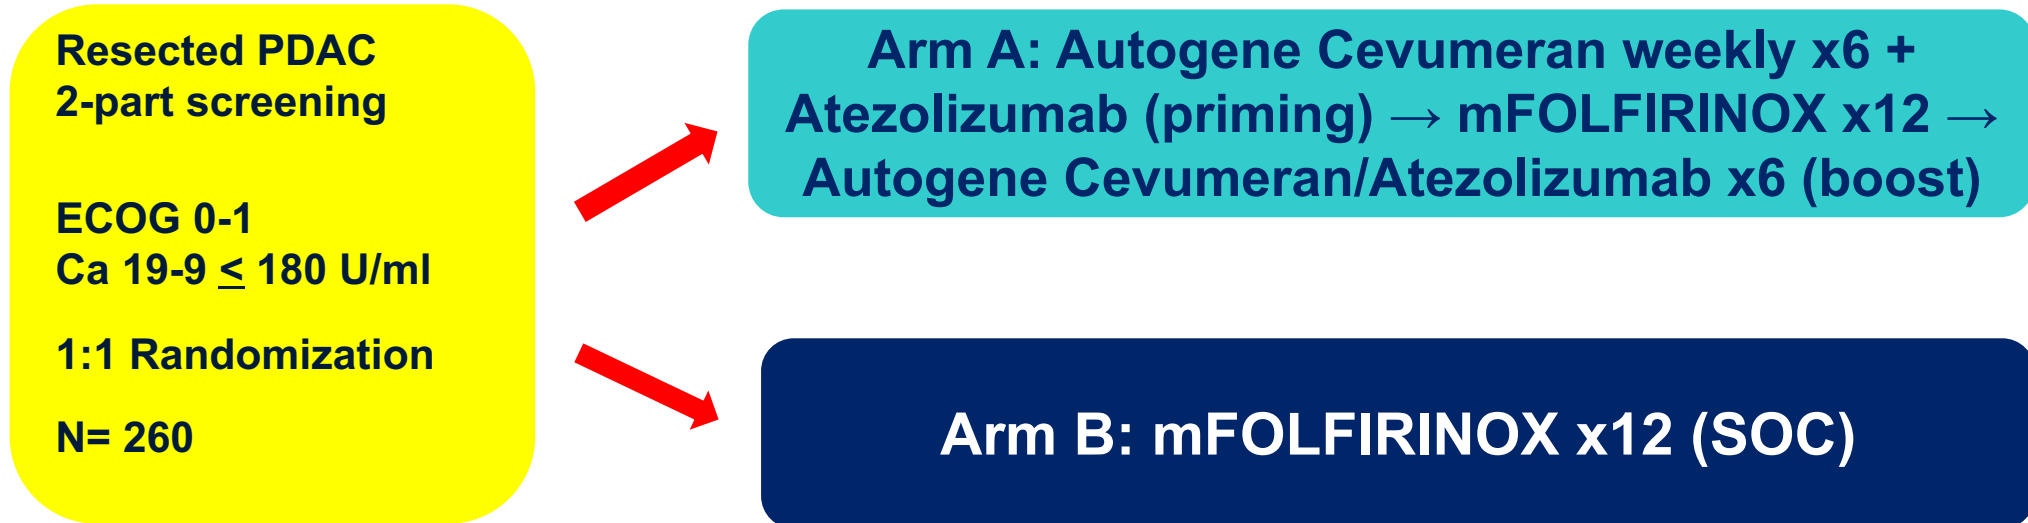 Resected PDAC
2-part screening
ECOG 0-1
Ca 19-9 ≤ 180 U/ml
1:1 Randomization
N= 260
Arm A: Autogene Cevumeran weekly x6 +
Atezolizumab (priming) → mFOLFIRINOX x12 →
Autogene Cevumeran/Atezolizumab x6 (boost)
Arm B: mFOLFIRINOX x12 (SOC)